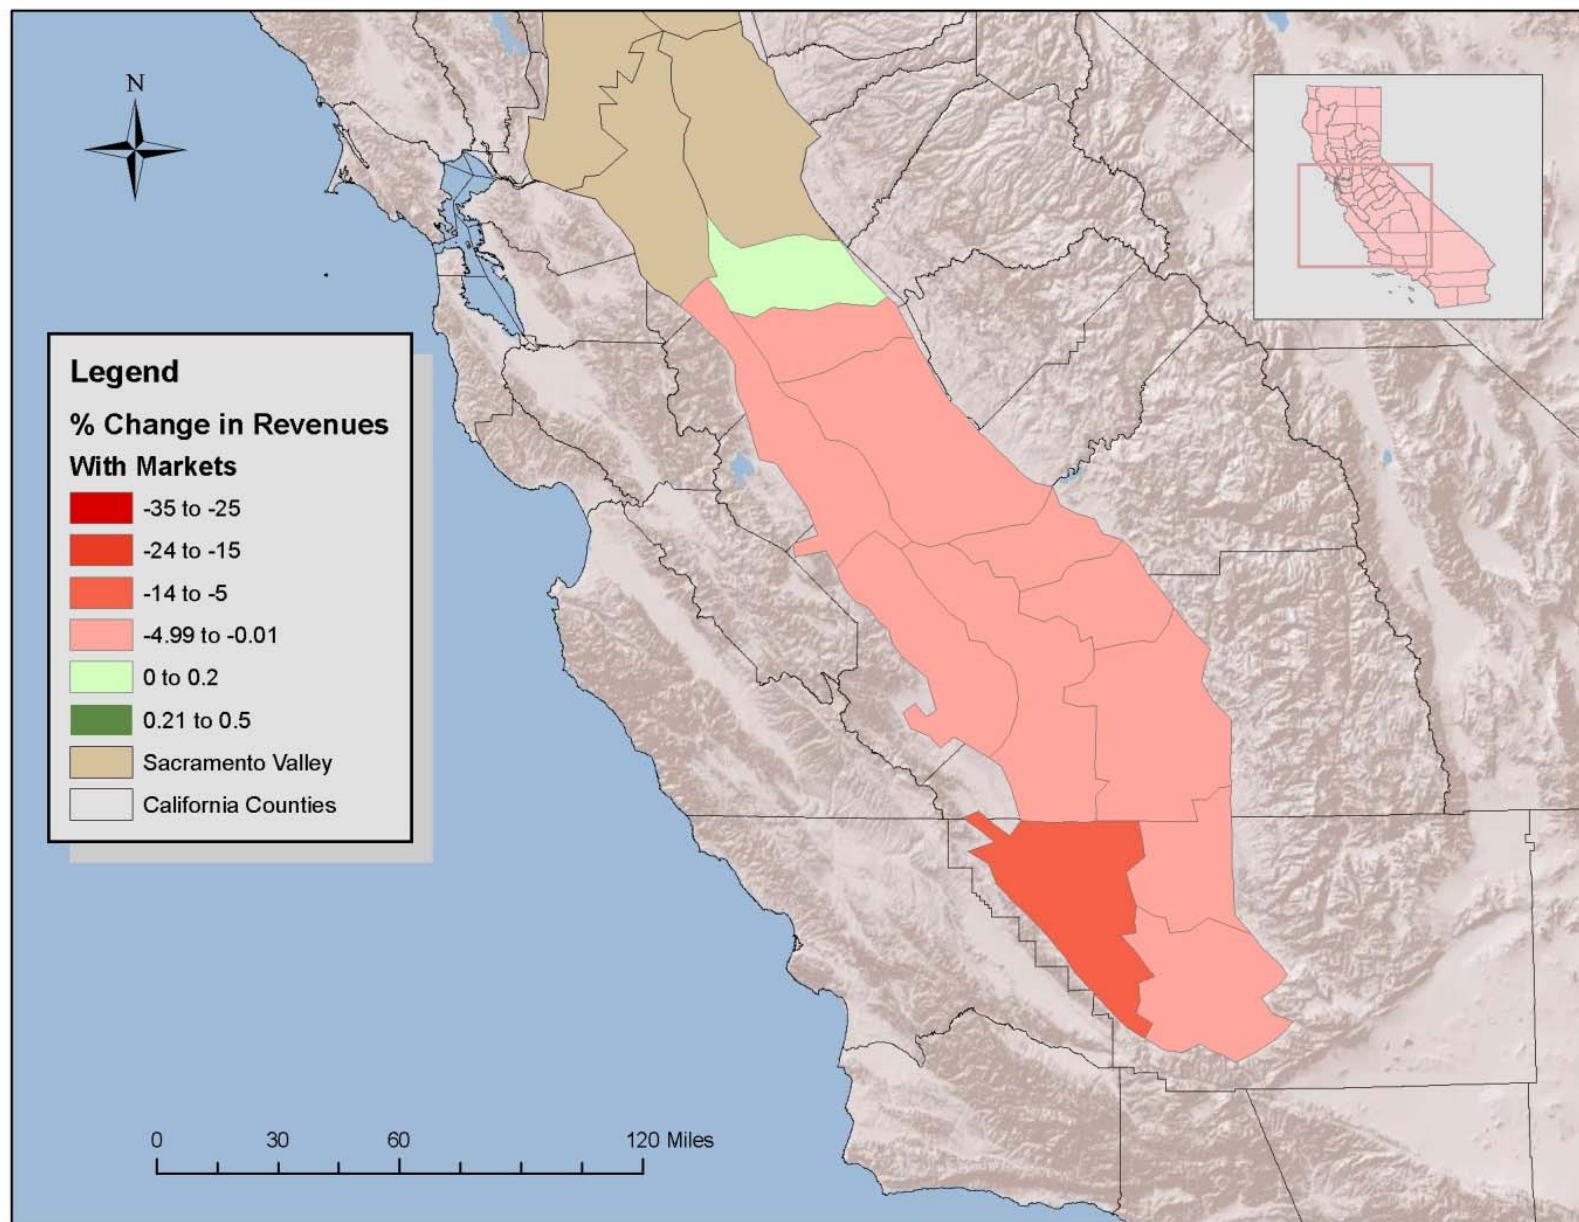 N
Legend
% Change in Revenues
With Markets
-35 to -25
-24 to -15
-14 to -5
-4.99 to -0.01
0 to 0.2
0.21 to 0.5
Sacramento Valley
California Counties
0 30 60 120 Miles